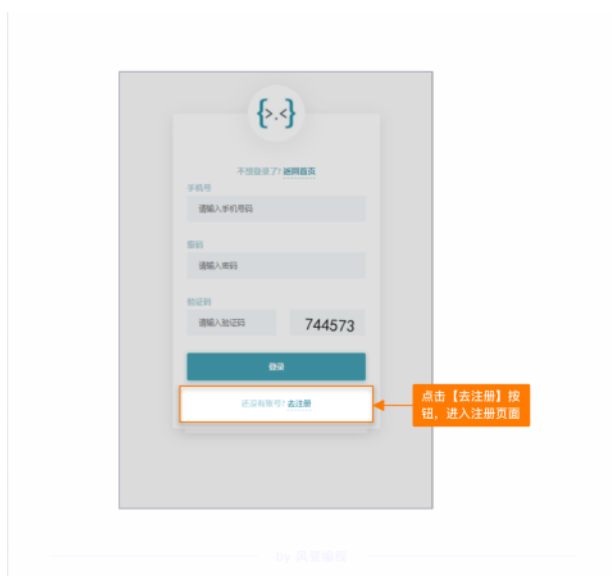 {>.<}
不想登录了? 返回首页
手机号
请输入手机号码
密码
请输入密码
验证码
请输入验证码
744573
登录
还没有账号? 去注册
点击【去注册】按
钮，进入注册页面